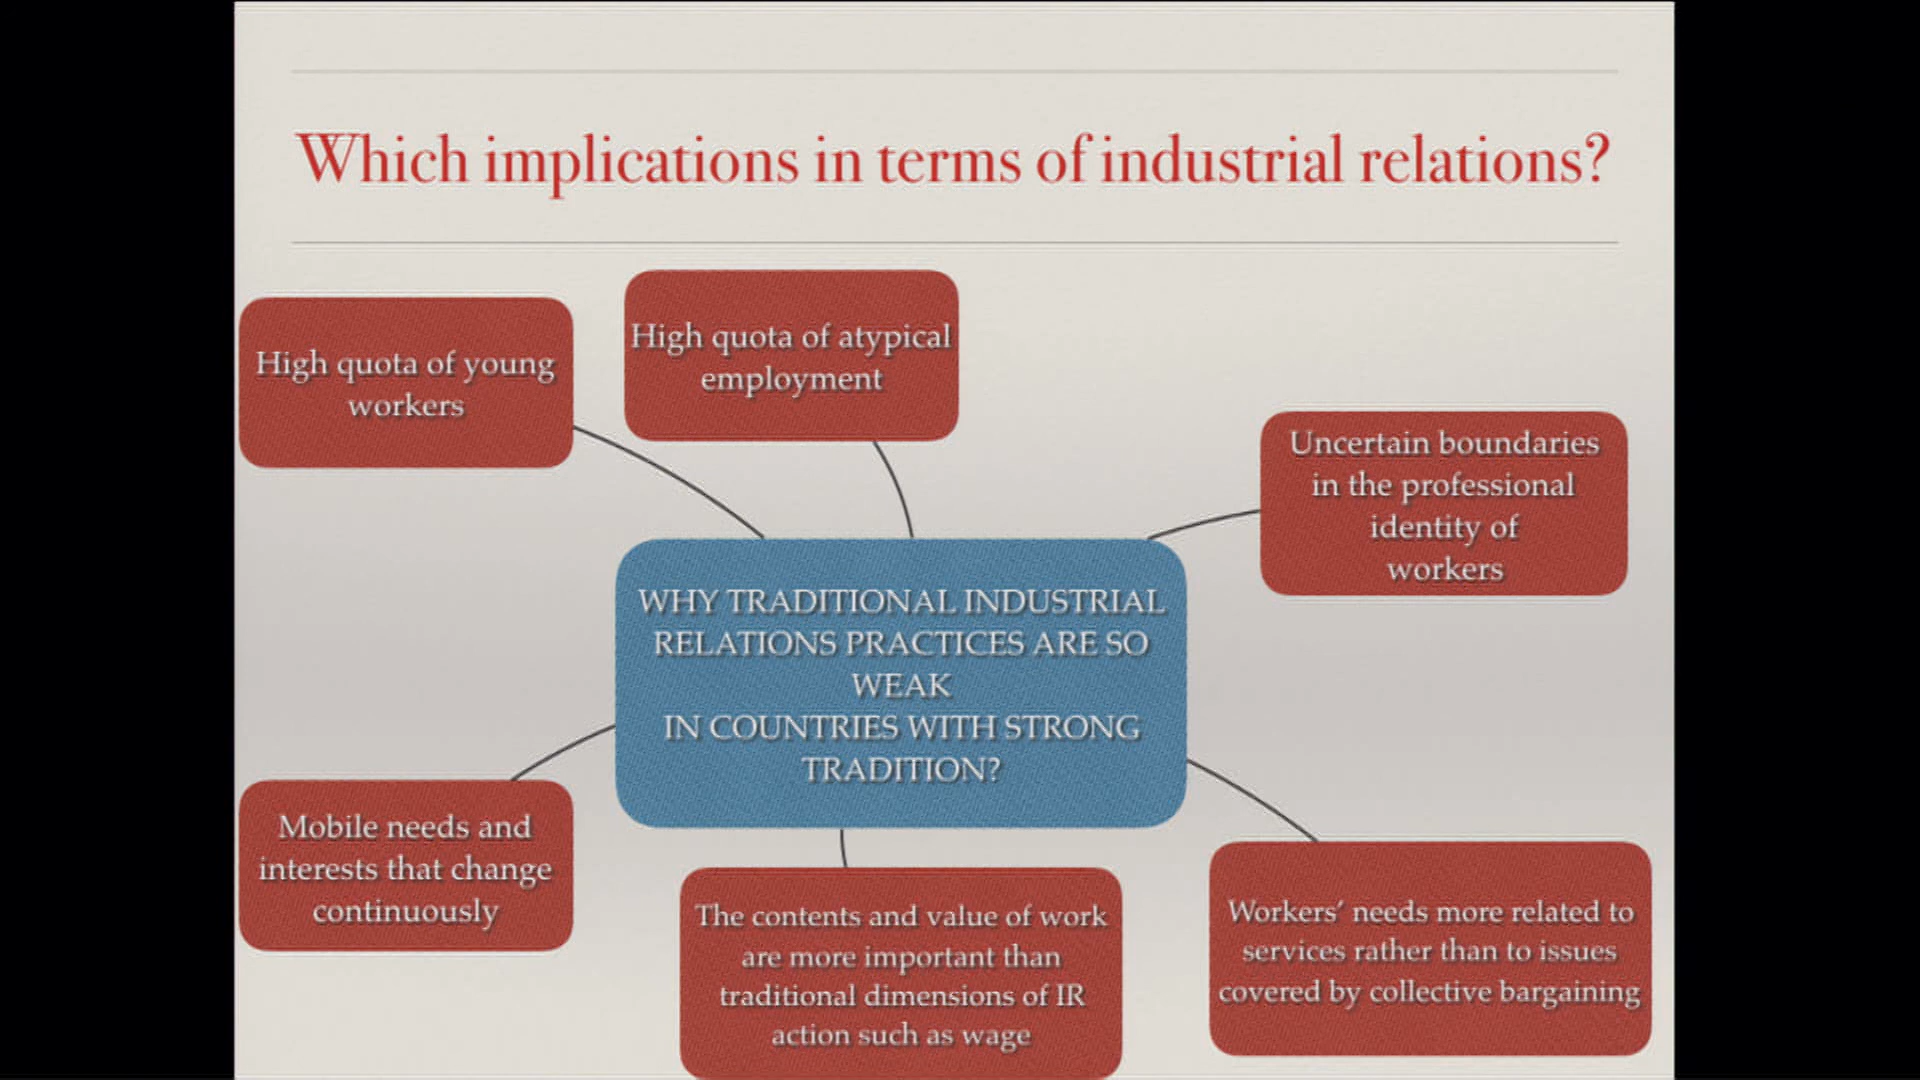 Which implications in terms of industrial relations?
High quota of young
workers
High quota of atypical
employment
Uncertain boundaries
in the professional
identity of
workers
WHY TRADITIONAL INDUSTRIAL
RELATIONS PRACTICES ARE SO
WEAK
IN COUNTRIES WITH STRONG
TRADITION?
Mobile needs and
interests that change
continuously
The contents and value of work
are more important than
traditional dimensions of IR
action such as wage
Workers’ needs more related to
services rather than to issues
covered by collective bargaining